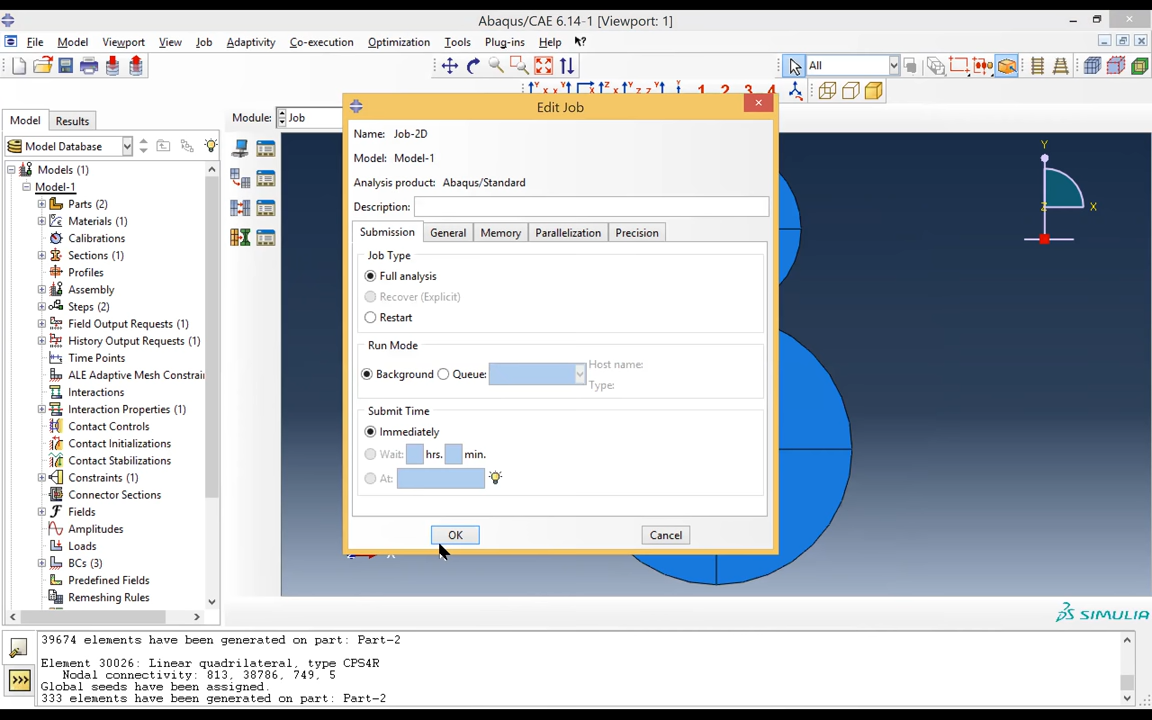 Abaqus/CAE 6.14-1 [Viewport: 1]
File Model Viewport View Job Adaptivity Co-execution Optimization Tools Plug-ins Help
All
1 2 3 4
Model Results
Module: Job
Model Database
Models (1)
Model-1
Parts (2)
Materials (1)
Calibrations
Sections (1)
Profiles
Assembly
Steps (2)
Field Output Requests (1)
History Output Requests (1)
Time Points
ALE Adaptive Mesh Constrai
Interactions
Interaction Properties (1)
Contact Controls
Contact Initializations
Contact Stabilizations
Constraints (1)
Connector Sections
Fields
Amplitudes
Loads
BCs (3)
Predefined Fields
Remeshing Rules
Edit Job
Name: Job-2D
Model: Model-1
Analysis product: Abaqus/Standard
Description:
Submission General Memory Parallelization Precision
Job Type
Full analysis
Recover (Explicit)
Restart
Run Mode
Background Queue: Host name:
Type:
Submit Time
Immediately
Wait: hrs. min.
At:
OK Cancel
Y
Z X
SIMULIA
39674 elements have been generated on part: Part-2
Element 30026: Linear quadrilateral, type CPS4R
Nodal connectivity: 813, 38786, 749, 5
Global seeds have been assigned.
333 elements have been generated on part: Part-2